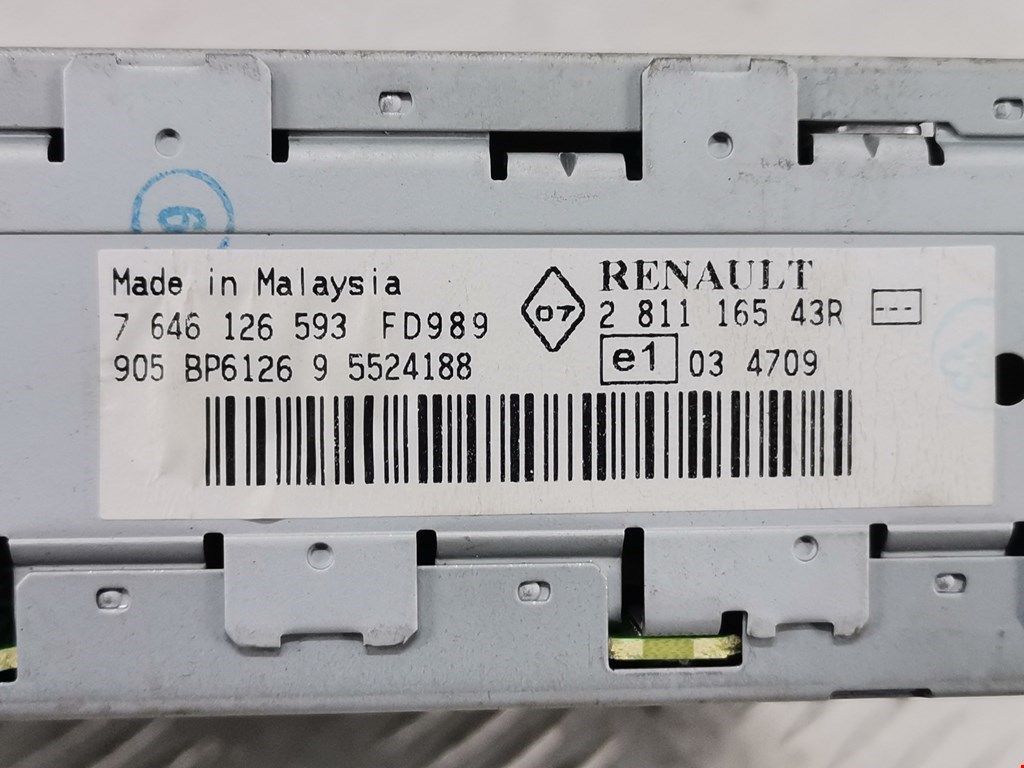 Made in Malaysia
7 646 126 593 FD989
905 BP6126 9 5524188
07
RENAULT
2 811 165 43R
---
e1 03 4709
6